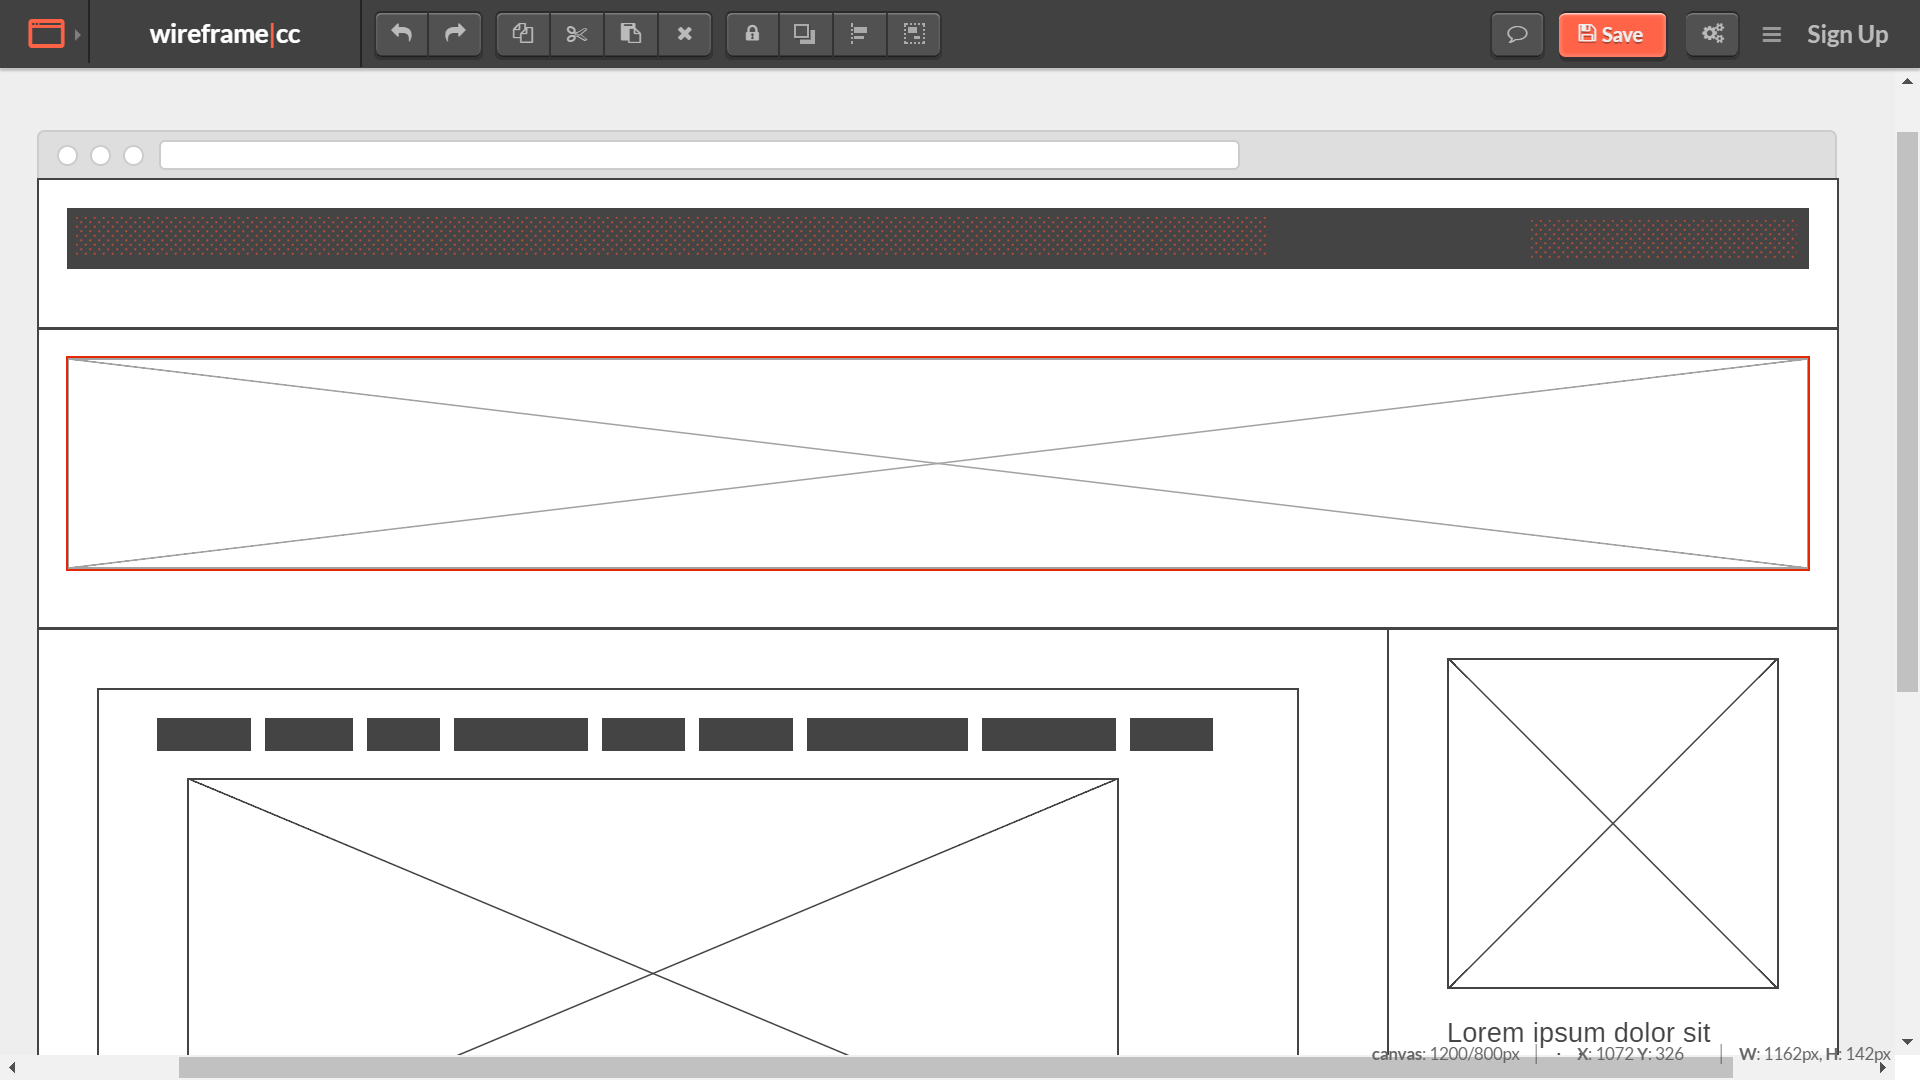 wireframe|cc
Save
Sign Up
Lorem ipsum dolor sit
canvas: 1200/800px
X: 1072 Y: 326
W: 1162px, H: 142px